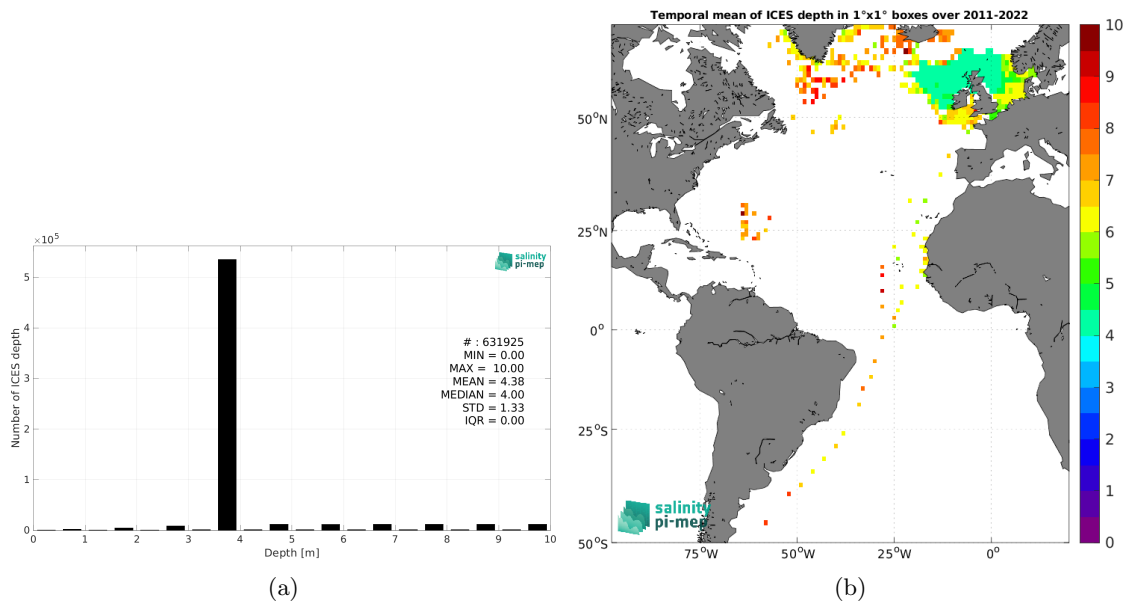 Temporal mean of ICES depth in 1°x1° boxes over 2011-2022
×10⁵
5
4
3
2
1
0
Number of ICES depth
0 1 2 3 4 5 6 7 8 9 10
Depth [m]
salinity
pi-mep
# : 631925
MIN = 0.00
MAX = 10.00
MEAN = 4.38
MEDIAN = 4.00
STD = 1.33
IQR = 0.00
(a)
50°N
25°N
0°
25°S
50°S
75°W 50°W 25°W 0°
salinity
pi-mep
10
9
8
7
6
5
4
3
2
1
0
(b)